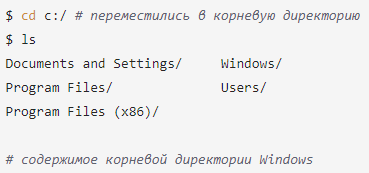 $ cd c:/ # переместились в корневую директорию
$ ls
Documents and Settings/     Windows/
Program Files/              Users/
Program Files (x86)/
# содержимое корневой директории Windows